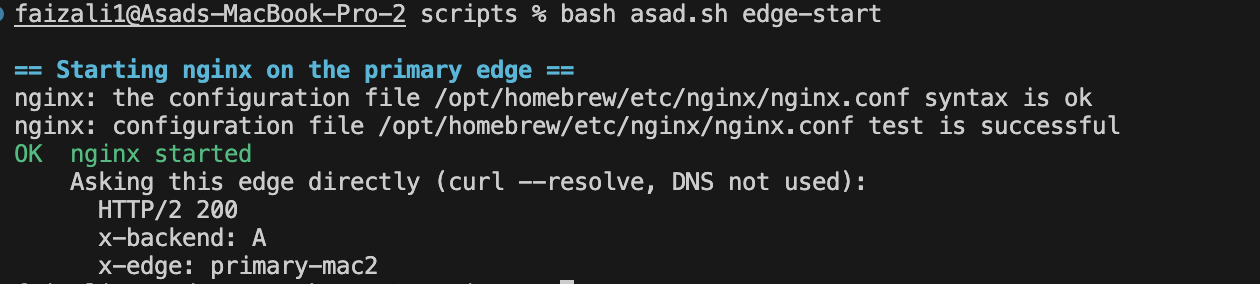 faizali1@Asads-MacBook-Pro-2 scripts % bash asad.sh edge-start
== Starting nginx on the primary edge ==
nginx: the configuration file /opt/homebrew/etc/nginx/nginx.conf syntax is ok
nginx: configuration file /opt/homebrew/etc/nginx/nginx.conf test is successful
OK  nginx started
    Asking this edge directly (curl --resolve, DNS not used):
      HTTP/2 200
      x-backend: A
      x-edge: primary-mac2